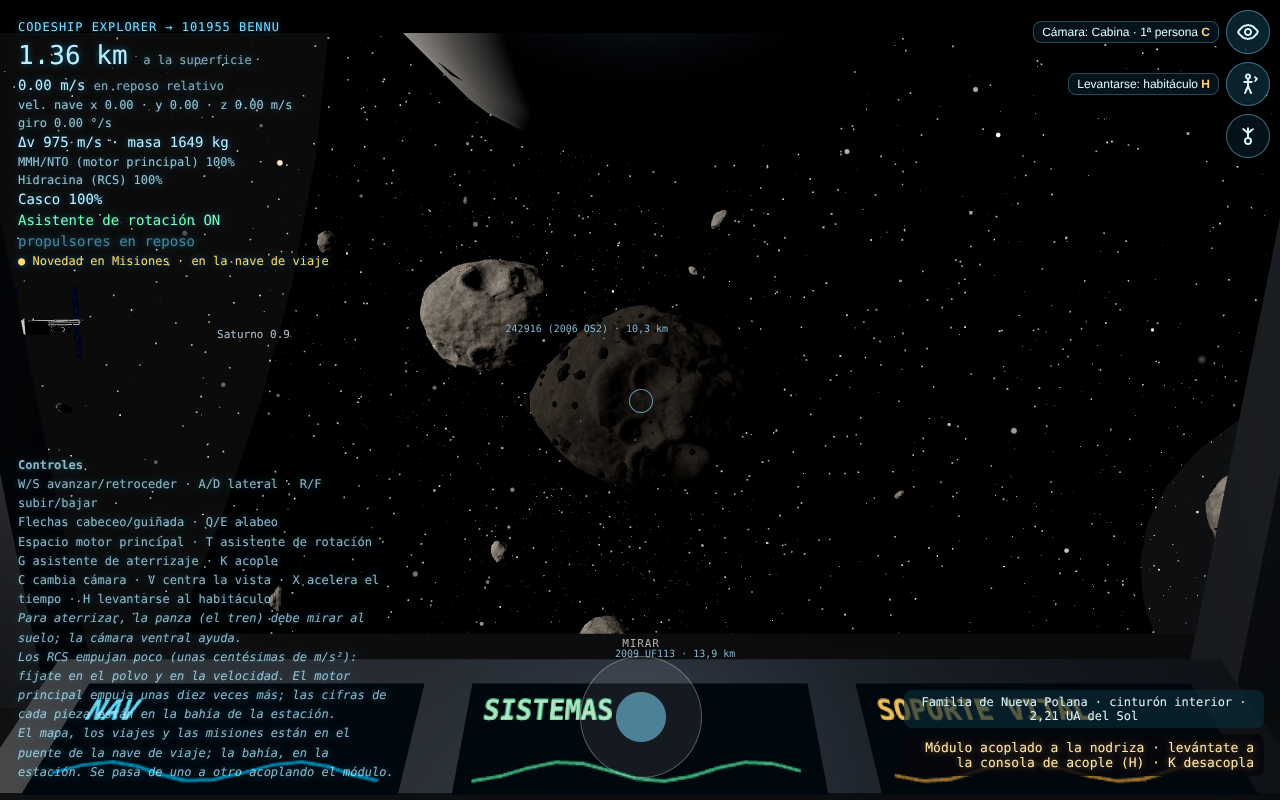 CODESHIP EXPLORER → 101955 BENNU
1.36 km a la superficie
0.00 m/s en reposo relativo
vel. nave x 0.00 · y 0.00 · z 0.00 m/s
giro 0.00 °/s
Δv 975 m/s · masa 1649 kg
MMH/NTO (motor principal) 100%
Hidracina (RCS) 100%
Casco 100%
Asistente de rotación ON
propulsores en reposo
● Novedad en Misiones · en la nave de viaje
Cámara: Cabina · 1ª persona C
Levantarse: habitáculo H
Saturno 0.9
242916 (2006 OS2) · 10,3 km
Controles
W/S avanzar/retroceder · A/D lateral · R/F
subir/bajar
Flechas cabeceo/guiñada · Q/E alabeo
Espacio motor principal · T asistente de rotación ·
G asistente de aterrizaje · K acople
C cambia cámara · V centra la vista · X acelera el
tiempo · H levantarse al habitáculo
Para aterrizar, la panza (el tren) debe mirar al
suelo; la cámara ventral ayuda.
Los RCS empujan poco (unas centésimas de m/s²):
fíjate en el polvo y en la velocidad. El motor
principal empuja unas diez veces más; las cifras de
cada pieza están en la bahía de la estación.
El mapa, los viajes y las misiones están en el
puente de la nave de viaje; la bahía, en la
estación. Se pasa de uno a otro acoplando el módulo.
MIRAR
2009 UF113 · 13,9 km
NAV
SISTEMAS
SOPORTE VITAL
Familia de Nueva Polana · cinturón interior ·
2,21 UA del Sol
Módulo acoplado a la nodriza · levántate a
la consola de acople (H) · K desacopla